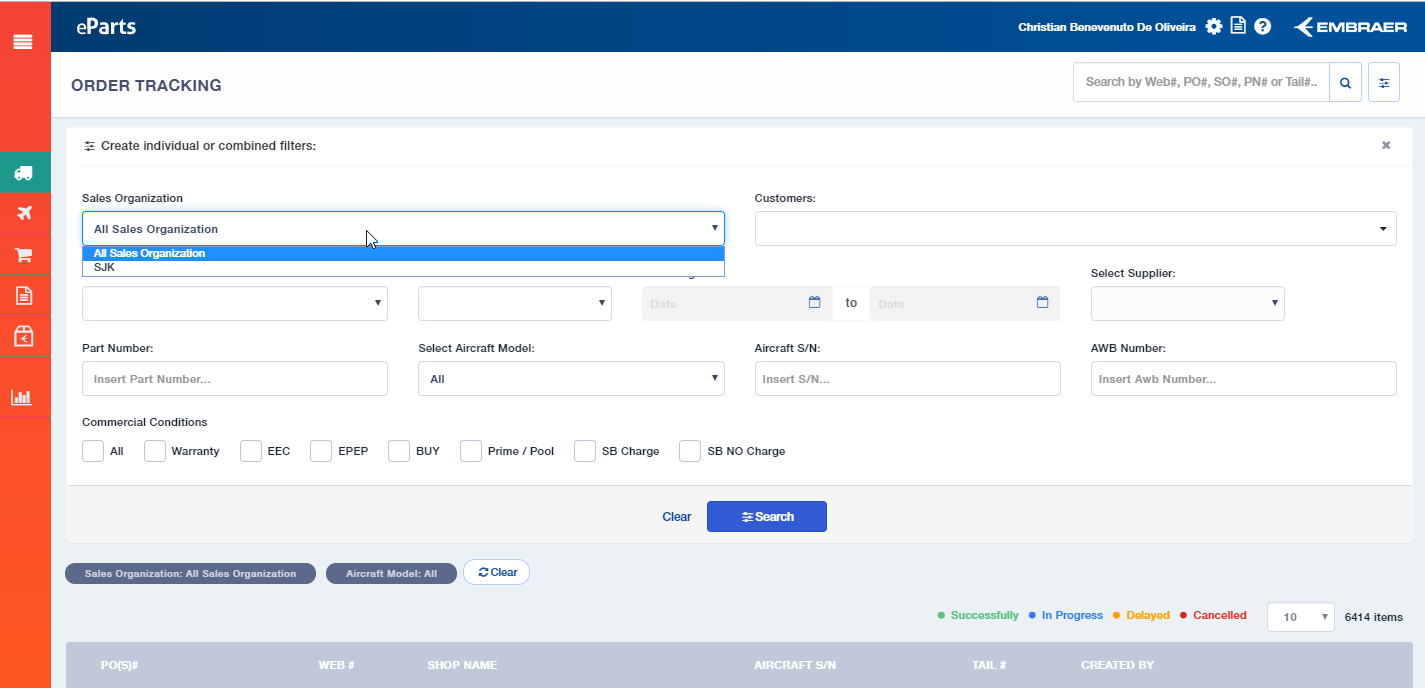 eParts
Christian Benevenuto De Oliveira
EMBRAER
ORDER TRACKING
Search by Web#, PO#, SO#, PN# or Tail#..
Create individual or combined filters:
Sales Organization
Customers:
All Sales Organization
All Sales Organization
SJK
Select Supplier:
Date
to
Date
Part Number:
Select Aircraft Model:
Aircraft S/N:
AWB Number:
Insert Part Number...
All
Insert S/N...
Insert Awb Number...
Commercial Conditions
All Warranty EEC EPEP BUY Prime / Pool SB Charge SB NO Charge
Clear
Search
Sales Organization: All Sales Organization
Aircraft Model: All
Clear
Successfully In Progress Delayed Cancelled
10
6414 items
PO(S)# WEB # SHOP NAME AIRCRAFT S/N TAIL # CREATED BY